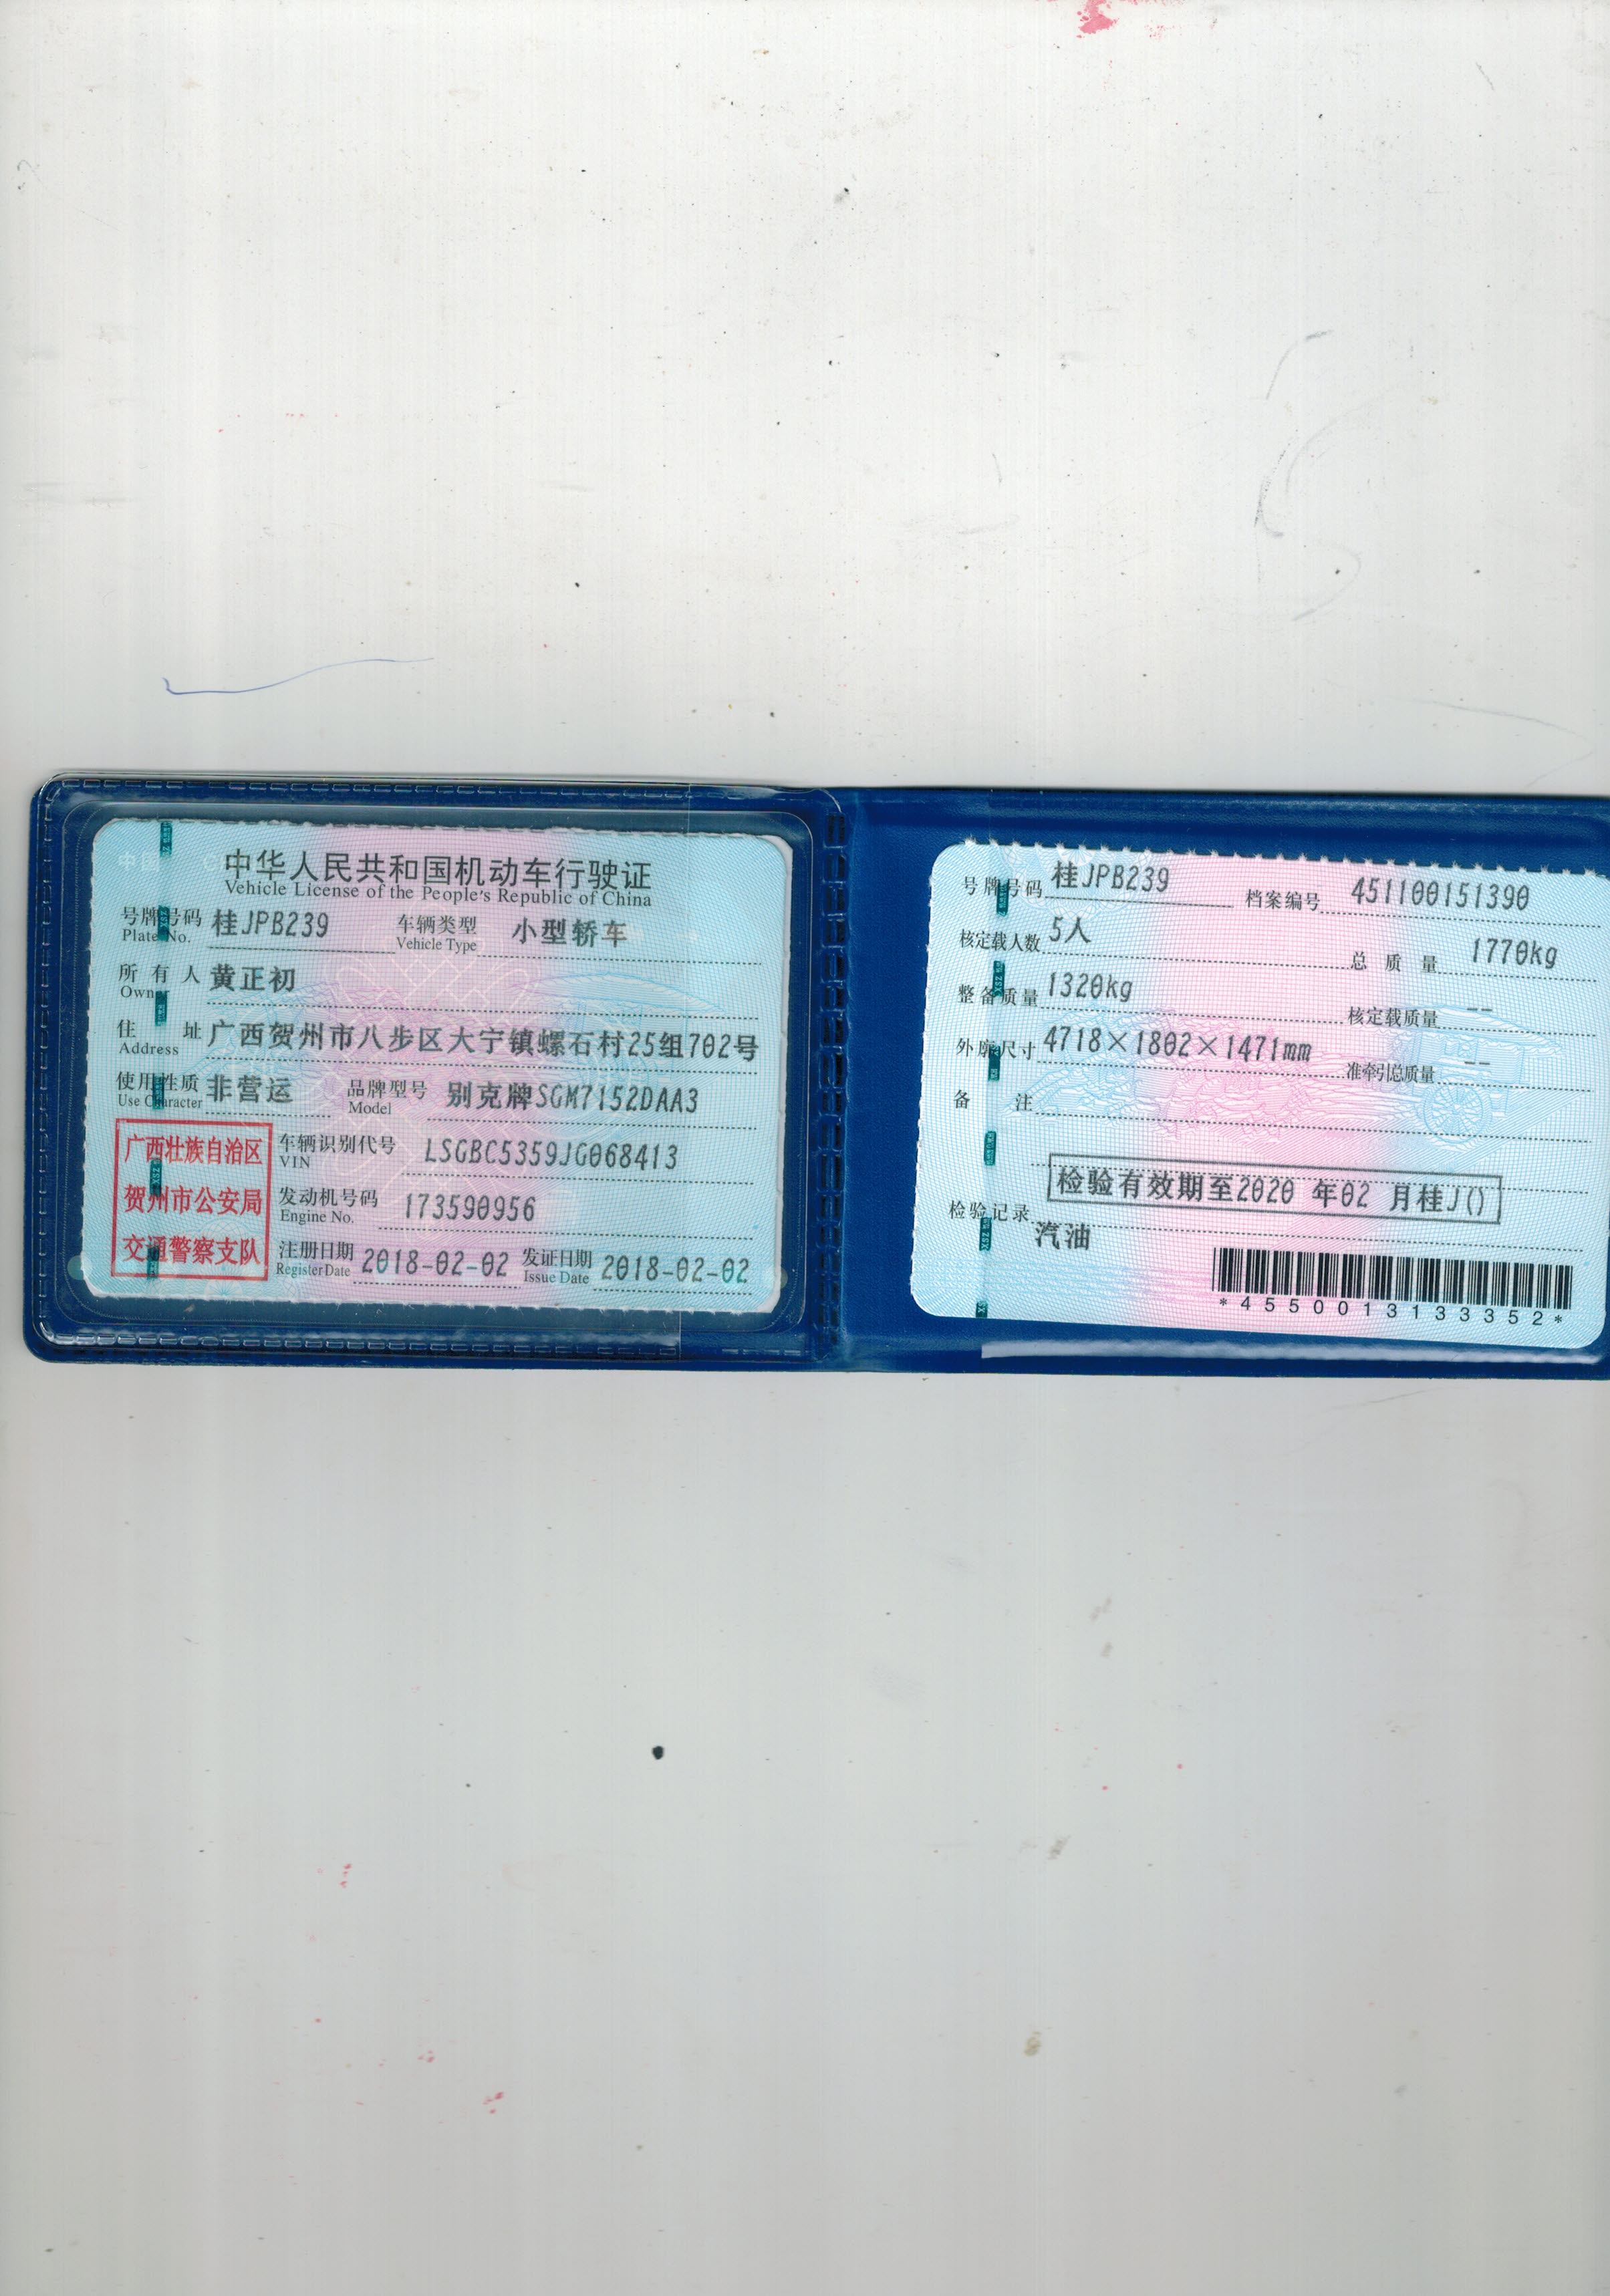 中华人民共和国机动车行驶证
Vehicle License of the People's Republic of China
号牌号码 桂JPB239 车辆类型 小型轿车
Plate No. Vehicle Type
所有人 黄正初
Owner
住址 广西贺州市八步区大宁镇螺石村25组702号
Address
使用性质 非营运 品牌型号 别克牌SGM7152DAA3
Use Character Model
广西壮族自治区
贺州市公安局
交通警察支队
车辆识别代号 LSGBC5359JG068413
VIN
发动机号码 173590956
Engine No.
注册日期 2018-02-02 发证日期 2018-02-02
Register Date Issue Date
号牌号码 桂JPB239 档案编号 451100151390
核定载人数 5人 总质量 1770kg
整备质量 1320kg 核定载质量 --
外廓尺寸 4718×1802×1471mm 准牵引总质量 --
备注
检验有效期至2020 年02 月桂J()
检验记录
汽油
*4550013133352*